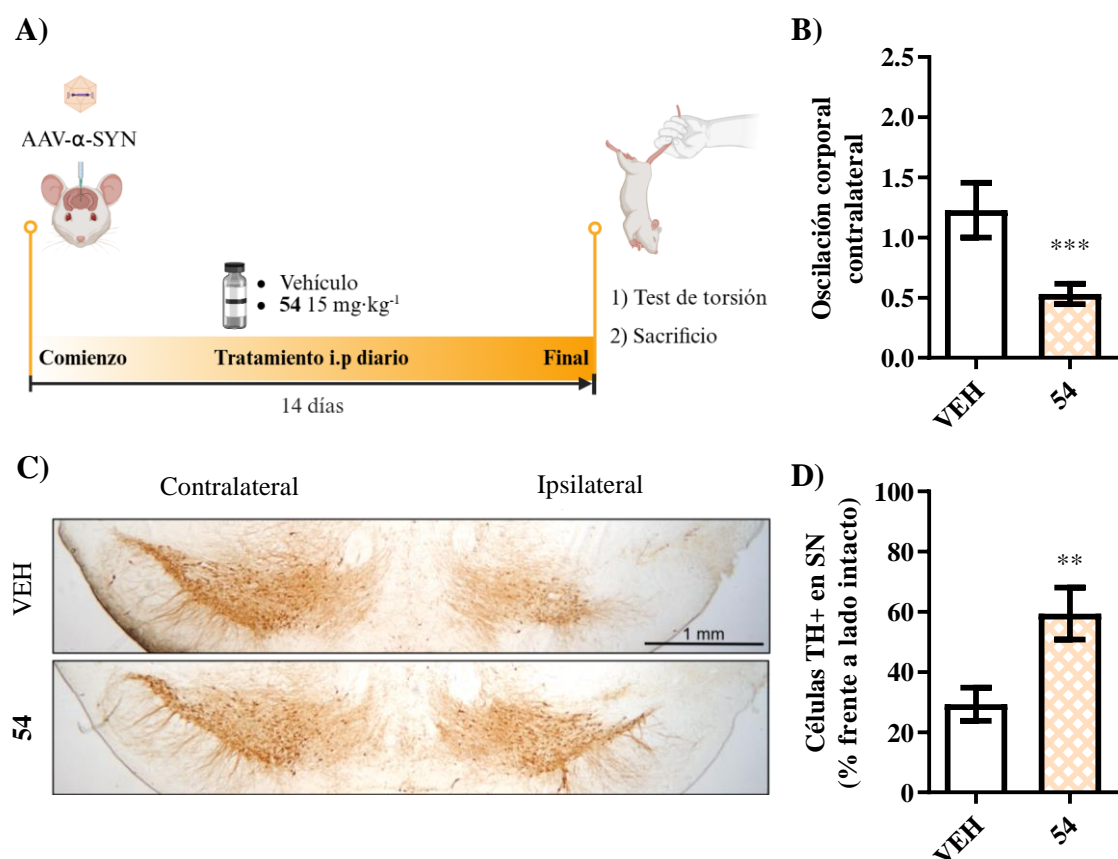 A)
AAV-α-SYN
• Vehículo
• 54 15 mg·kg⁻¹
Comienzo Tratamiento i.p diario Final
14 días
1) Test de torsión
2) Sacrificio
B)
Oscilación corporal
contralateral
2.5
2.0
1.5
1.0
0.5
0.0
***
VEH 54
C)
Contralateral Ipsilateral
VEH
1 mm
54
D)
Células TH+ en SN
(% frente a lado intacto)
100
80
60
40
20
0
**
VEH 54